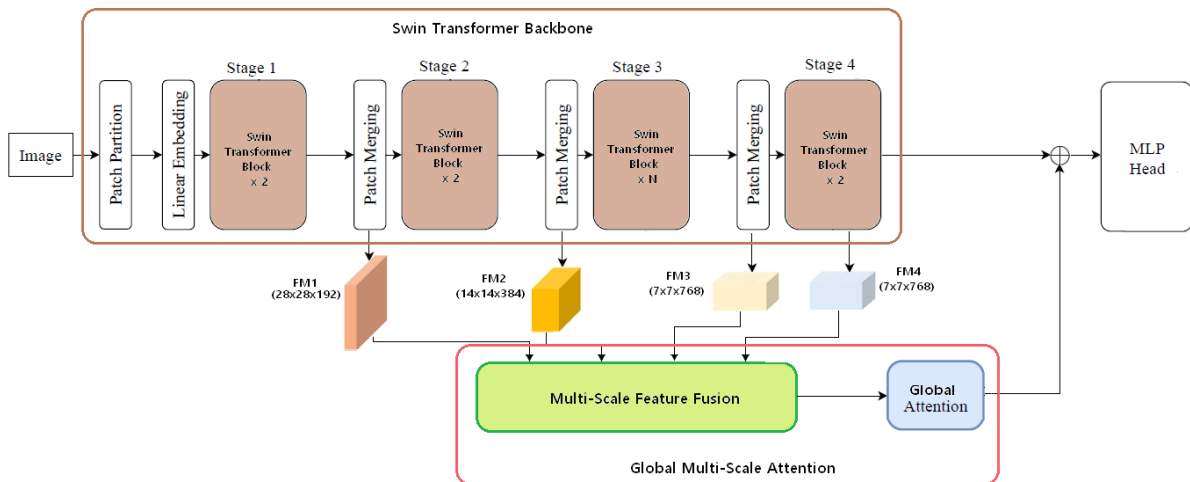 Swin Transformer Backbone
Stage 1
Stage 2
Stage 3
Stage 4
Image
Patch Partition
Linear Embedding
Swin
Transformer
Block
x 2
Patch Merging
Swin
Transformer
Block
x 2
Patch Merging
Swin
Transformer
Block
x N
Patch Merging
Swin
Transformer
Block
x 2
MLP
Head
FM1
(28x28x192)
FM2
(14x14x384)
FM3
(7x7x768)
FM4
(7x7x768)
Multi-Scale Feature Fusion
Global
Attention
Global Multi-Scale Attention